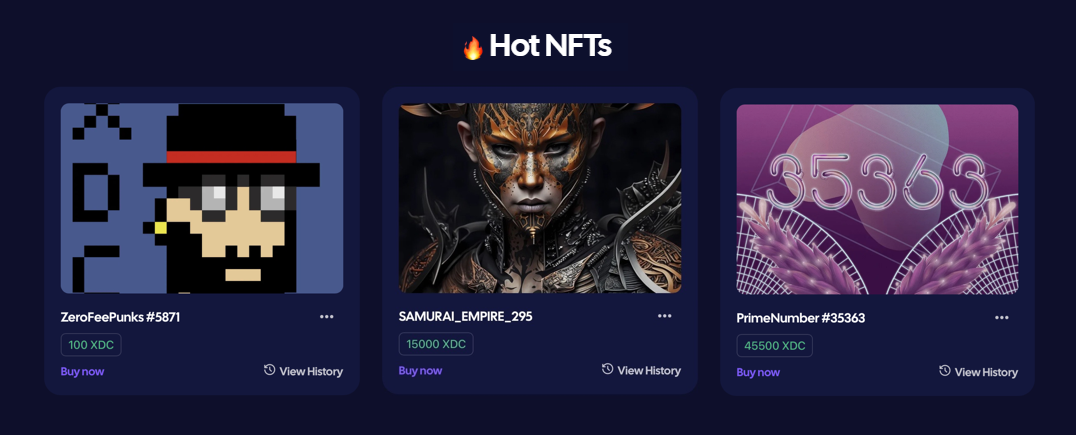 🔥 Hot NFTs
35363
ZeroFeePunks #5871
100 XDC
Buy now
View History
SAMURAI_EMPIRE_295
15000 XDC
Buy now
View History
PrimeNumber #35363
45500 XDC
Buy now
View History